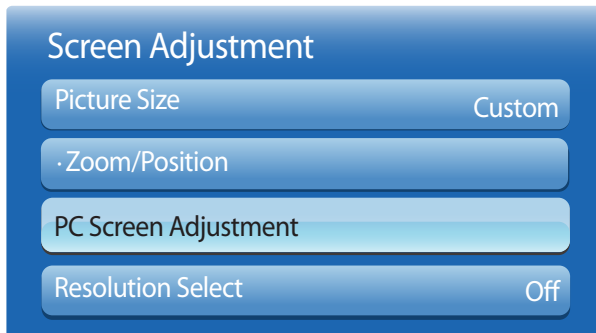 Screen Adjustment
Picture Size Custom
· Zoom/Position
PC Screen Adjustment
Resolution Select Off